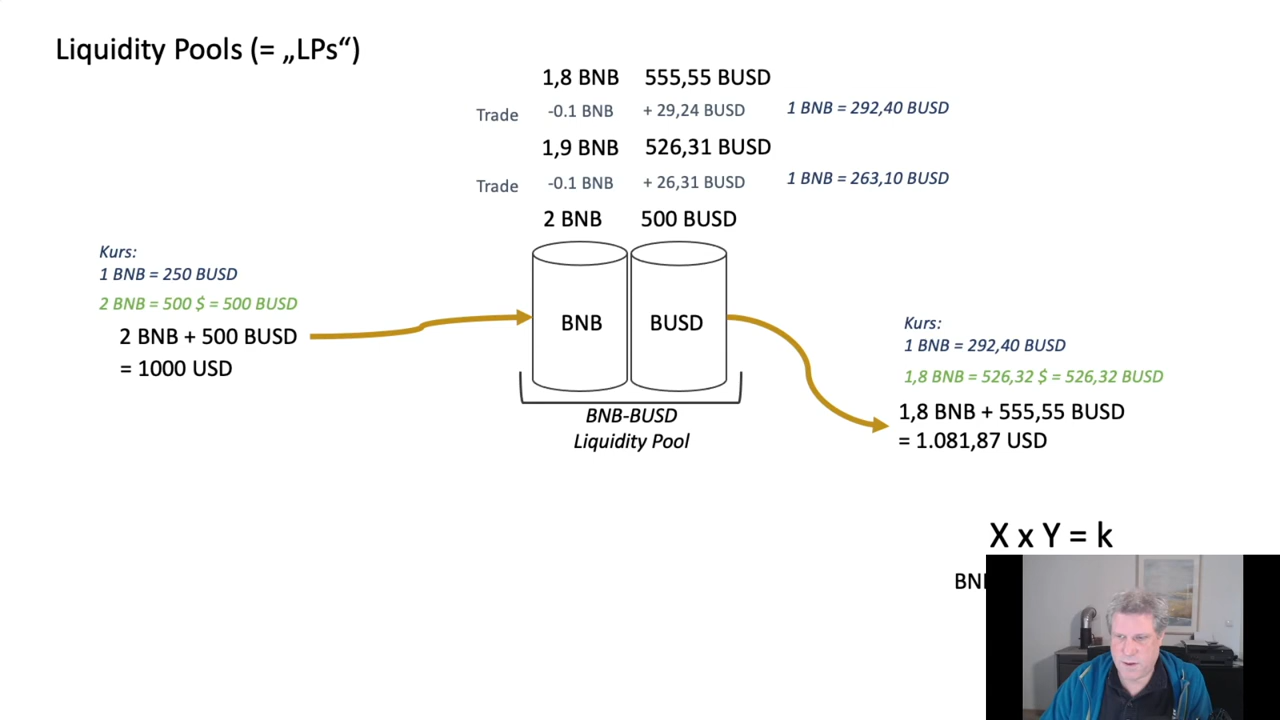 Liquidity Pools (= „LPs“)
1,8 BNB 555,55 BUSD
Trade -0.1 BNB + 29,24 BUSD 1 BNB = 292,40 BUSD
1,9 BNB 526,31 BUSD
Trade -0.1 BNB + 26,31 BUSD 1 BNB = 263,10 BUSD
2 BNB 500 BUSD
Kurs:
1 BNB = 250 BUSD
2 BNB = 500 $ = 500 BUSD
2 BNB + 500 BUSD
= 1000 USD
BNB BUSD
BNB-BUSD
Liquidity Pool
Kurs:
1 BNB = 292,40 BUSD
1,8 BNB = 526,32 $ = 526,32 BUSD
1,8 BNB + 555,55 BUSD
= 1.081,87 USD
X x Y = k